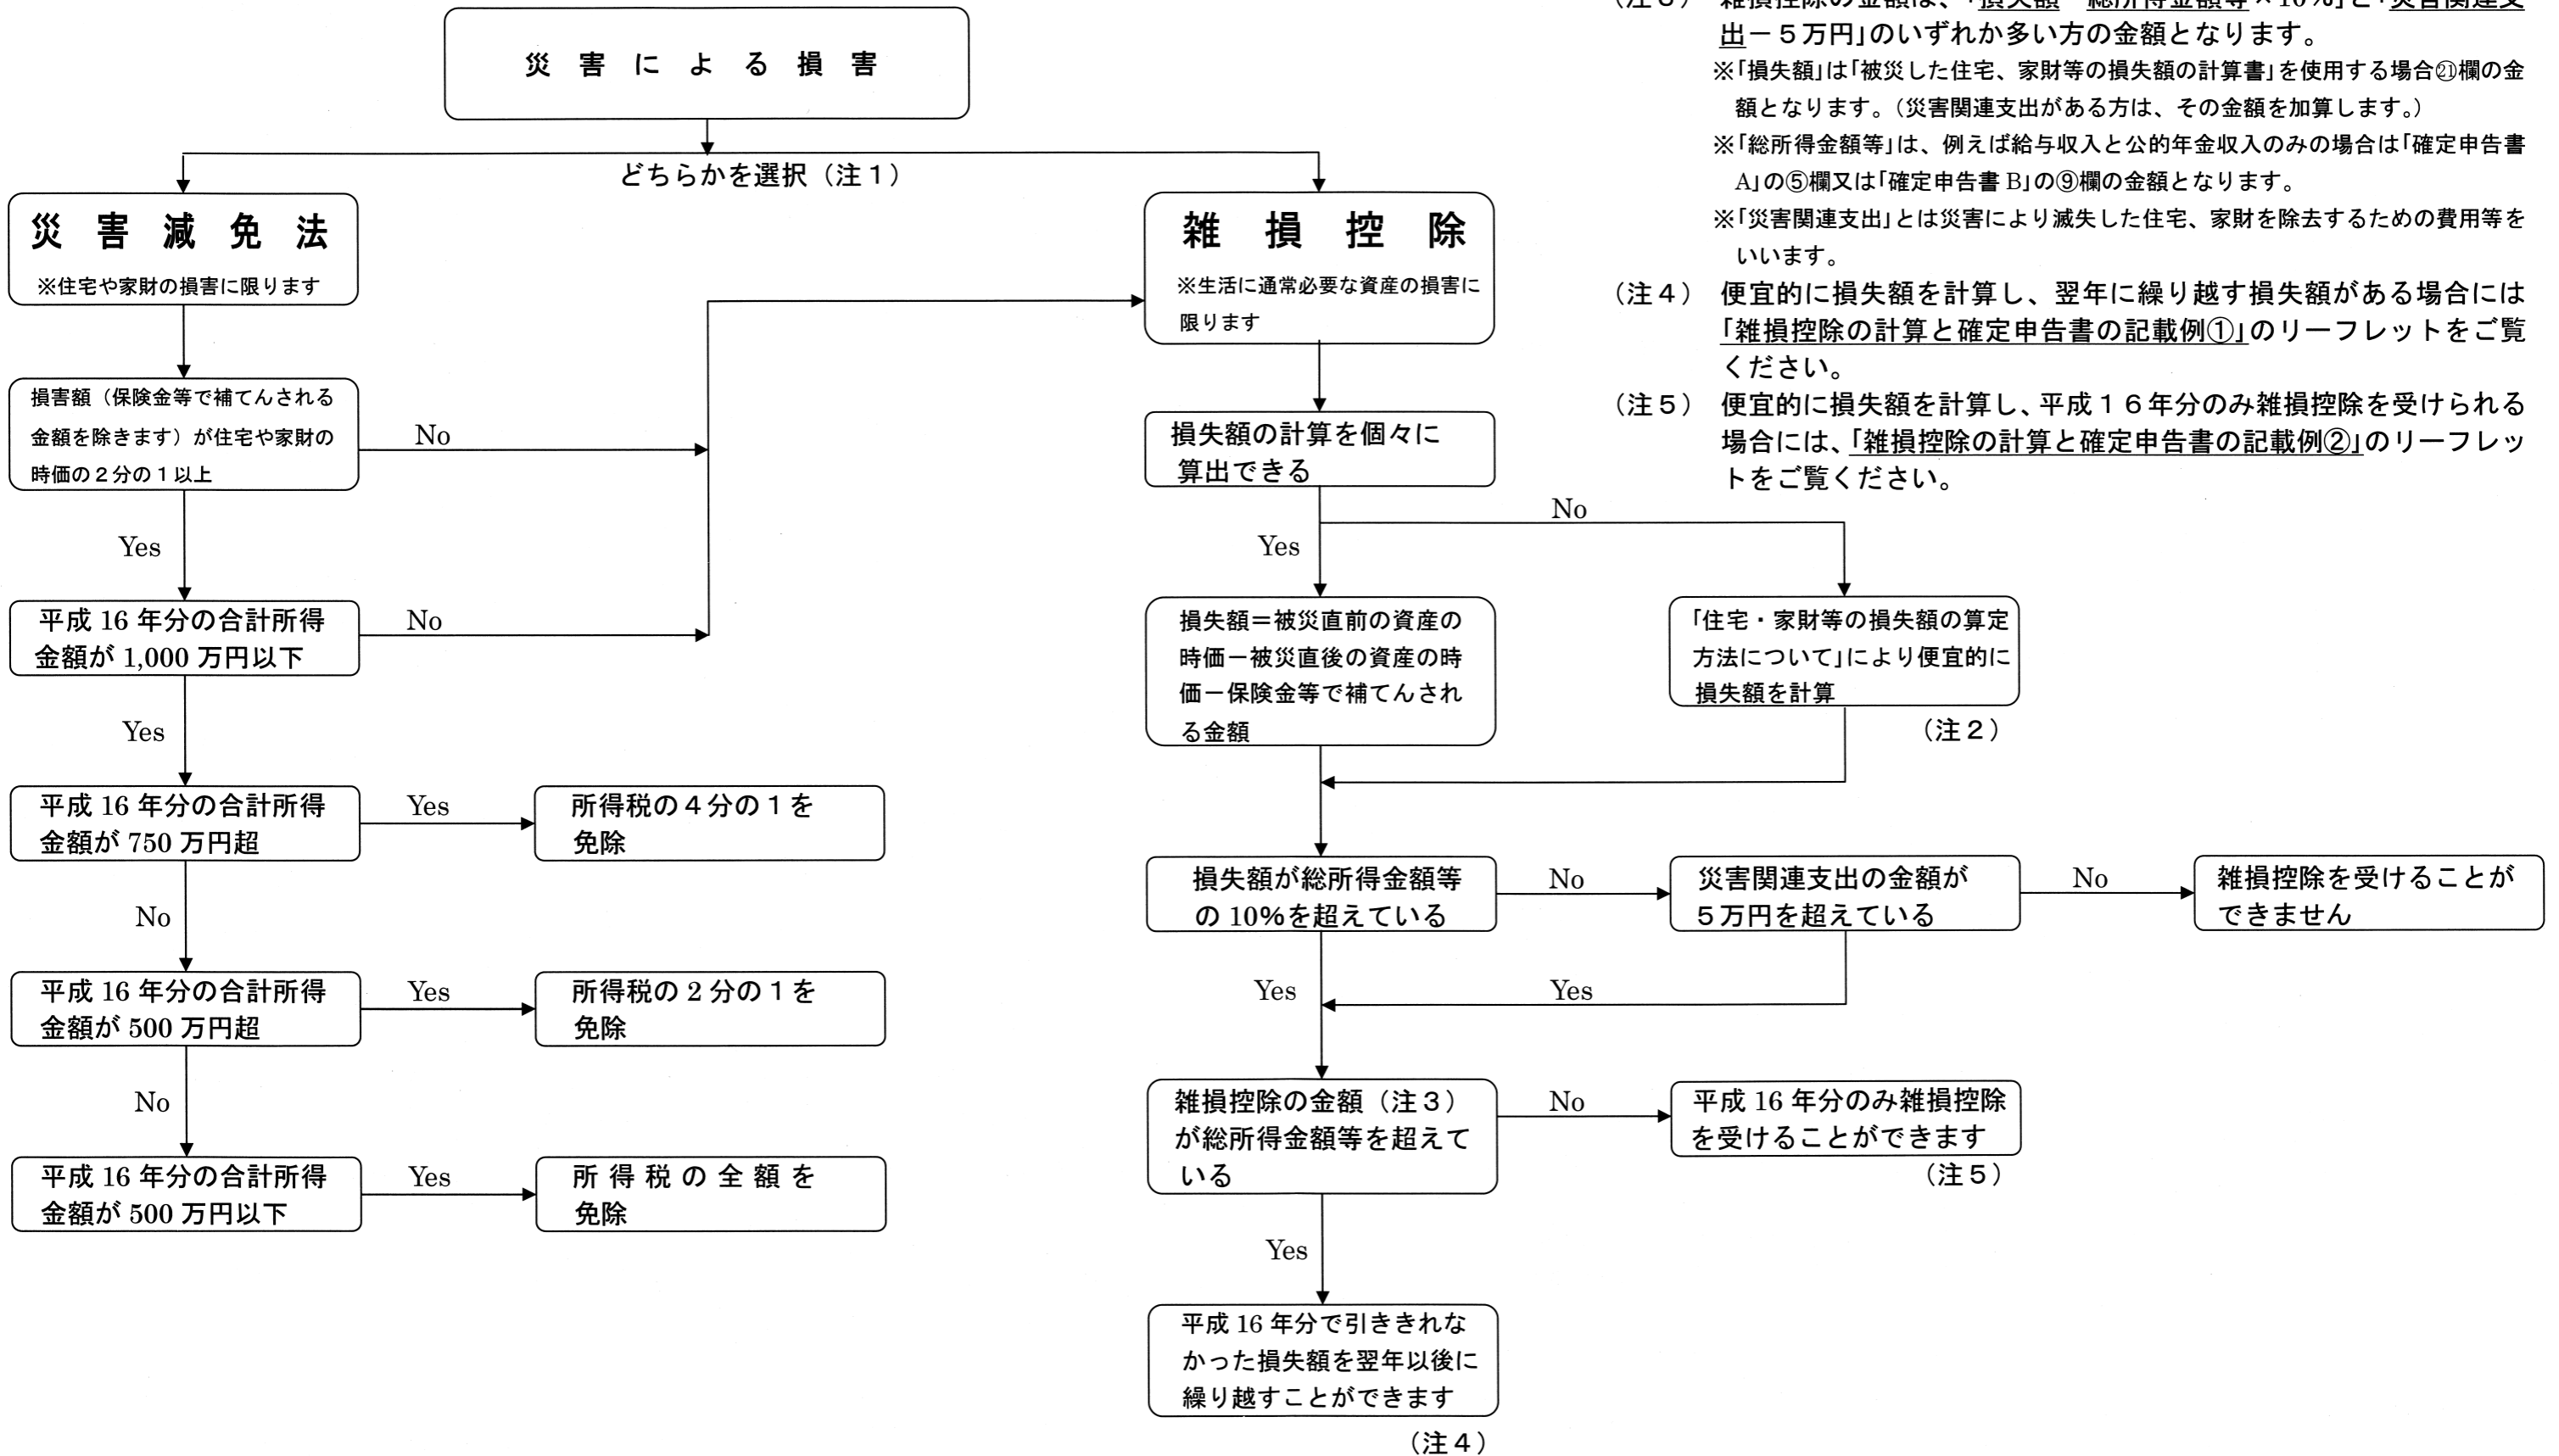 災害による損害
どちらかを選択（注１）
災害減免法
※住宅や家財の損害に限ります
損害額（保険金等で補てんされる
金額を除きます）が住宅や家財の
時価の２分の１以上
No
Yes
平成 16 年分の合計所得
金額が 1,000 万円以下
No
Yes
平成 16 年分の合計所得
金額が 750 万円超
Yes
所得税の４分の１を
免除
No
平成 16 年分の合計所得
金額が 500 万円超
Yes
所得税の 2 分の１を
免除
No
平成 16 年分の合計所得
金額が 500 万円以下
Yes
所得税の全額を
免除
雑損控除
※生活に通常必要な資産の損害に
限ります
損失額の計算を個々に
算出できる
No
Yes
損失額＝被災直前の資産の
時価－被災直後の資産の時
価－保険金等で補てんされ
る金額
「住宅・家財等の損失額の算定
方法について」により便宜的に
損失額を計算
（注２）
損失額が総所得金額等
の 10％を超えている
No
災害関連支出の金額が
５万円を超えている
No
雑損控除を受けることが
できません
Yes
Yes
雑損控除の金額（注３）
が総所得金額等を超えて
いる
No
平成 16 年分のみ雑損控除
を受けることができます
（注５）
Yes
平成 16 年分で引ききれな
かった損失額を翌年以後に
繰り越すことができます
（注４）
雑損控除の金額は、「損失額 総所得金額等×10％」と「災害関連支
出－５万円」のいずれか多い方の金額となります。
※「損失額」は「被災した住宅、家財等の損失額の計算書」を使用する場合㉑欄の金
額となります。（災害関連支出がある方は、その金額を加算します。）
※「総所得金額等」は、例えば給与収入と公的年金収入のみの場合は「確定申告書
A」の⑤欄又は「確定申告書 B」の⑨欄の金額となります。
※「災害関連支出」とは災害により滅失した住宅、家財を除去するための費用等を
いいます。
（注４） 便宜的に損失額を計算し、翌年に繰り越す損失額がある場合には
「雑損控除の計算と確定申告書の記載例①」のリーフレットをご覧
ください。
（注５） 便宜的に損失額を計算し、平成１６年分のみ雑損控除を受けられる
場合には、「雑損控除の計算と確定申告書の記載例②」のリーフレッ
トをご覧ください。